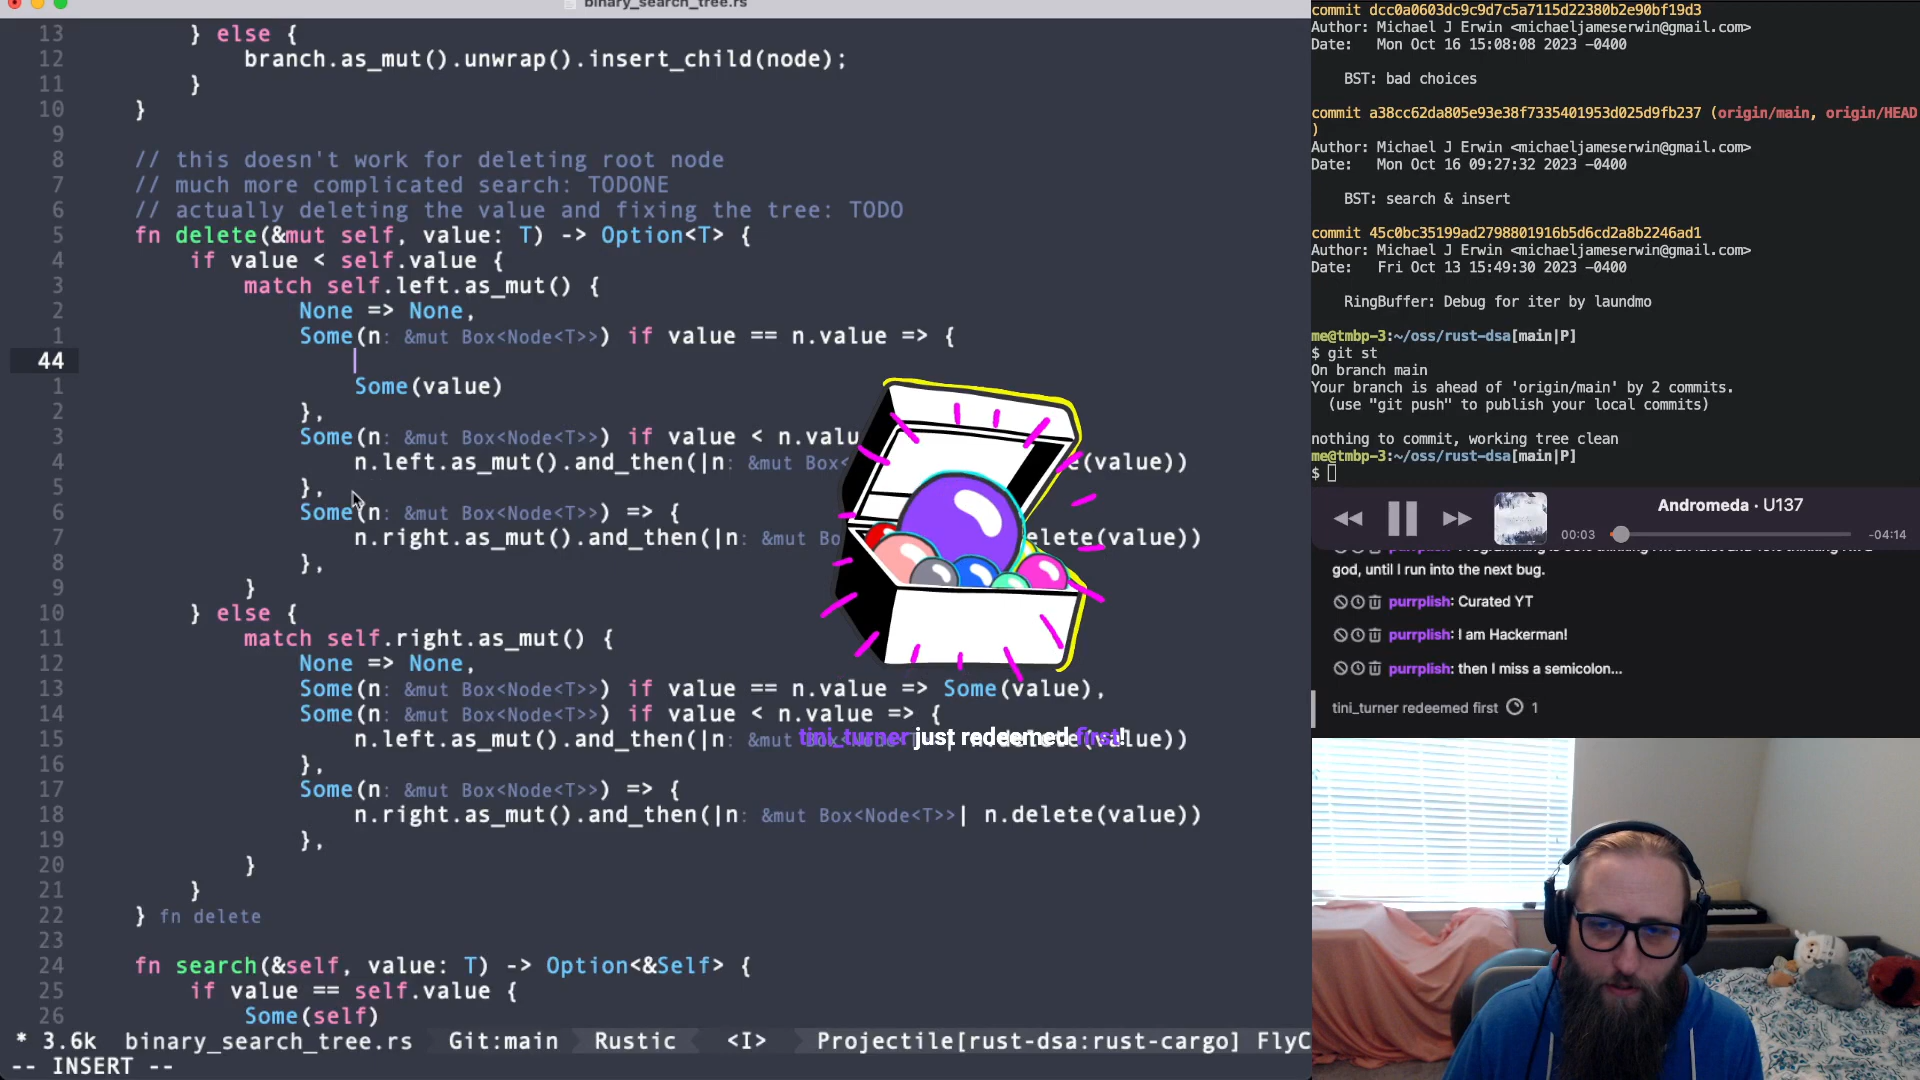 binary_search_tree.rs
13 } else {
12 branch.as_mut().unwrap().insert_child(node);
11 }
10 }
9
8 // this doesn't work for deleting root node
7 // much more complicated search: TODONE
6 // actually deleting the value and fixing the tree: TODO
5 fn delete(&mut self, value: T) -> Option<T> {
4 if value < self.value {
3 match self.left.as_mut() {
2 None => None,
1 Some(n: &mut Box<Node<T>>) if value == n.value => {
44
1 Some(value)
2 },
3 Some(n: &mut Box<Node<T>>) if value < n.valu
4 n.left.as_mut().and_then(|n: &mut Box< e(value))
5 },
6 Some(n: &mut Box<Node<T>>) => {
7 n.right.as_mut().and_then(|n: &mut Bo elete(value))
8 },
9 }
10 } else {
11 match self.right.as_mut() {
12 None => None,
13 Some(n: &mut Box<Node<T>>) if value == n.value => Some(value),
14 Some(n: &mut Box<Node<T>>) if value < n.value => {
15 n.left.as_mut().and_then(|n: &mut Box<Node<T>>| n.delete(value))
tini_turner just redeemed first!
16 },
17 Some(n: &mut Box<Node<T>>) => {
18 n.right.as_mut().and_then(|n: &mut Box<Node<T>>| n.delete(value))
19 },
20 }
21 }
22 } fn delete
23
24 fn search(&self, value: T) -> Option<&Self> {
25 if value == self.value {
26 Some(self)
* 3.6k binary_search_tree.rs Git:main Rustic <I> Projectile[rust-dsa:rust-cargo] FlyC
-- INSERT --
commit dcc0a0603dc9c9d7c5a7115d22380b2e90bf19d3
Author: Michael J Erwin <michaeljameserwin@gmail.com>
Date: Mon Oct 16 15:08:08 2023 -0400
BST: bad choices
commit a38cc62da805e93e38f7335401953d025d9fb237 (origin/main, origin/HEAD
)
Author: Michael J Erwin <michaeljameserwin@gmail.com>
Date: Mon Oct 16 09:27:32 2023 -0400
BST: search & insert
commit 45c0bc35199ad2798801916b5d6cd2a8b2246ad1
Author: Michael J Erwin <michaeljameserwin@gmail.com>
Date: Fri Oct 13 15:49:30 2023 -0400
RingBuffer: Debug for iter by laundmo
me@tmbp-3:~/oss/rust-dsa[main|P]
$ git st
On branch main
Your branch is ahead of 'origin/main' by 2 commits.
(use "git push" to publish your local commits)
nothing to commit, working tree clean
me@tmbp-3:~/oss/rust-dsa[main|P]
$
Andromeda · U137
00:03 -04:14
god, until I run into the next bug.
purrplish: Curated YT
purrplish: I am Hackerman!
purrplish: then I miss a semicolon...
tini_turner redeemed first 1